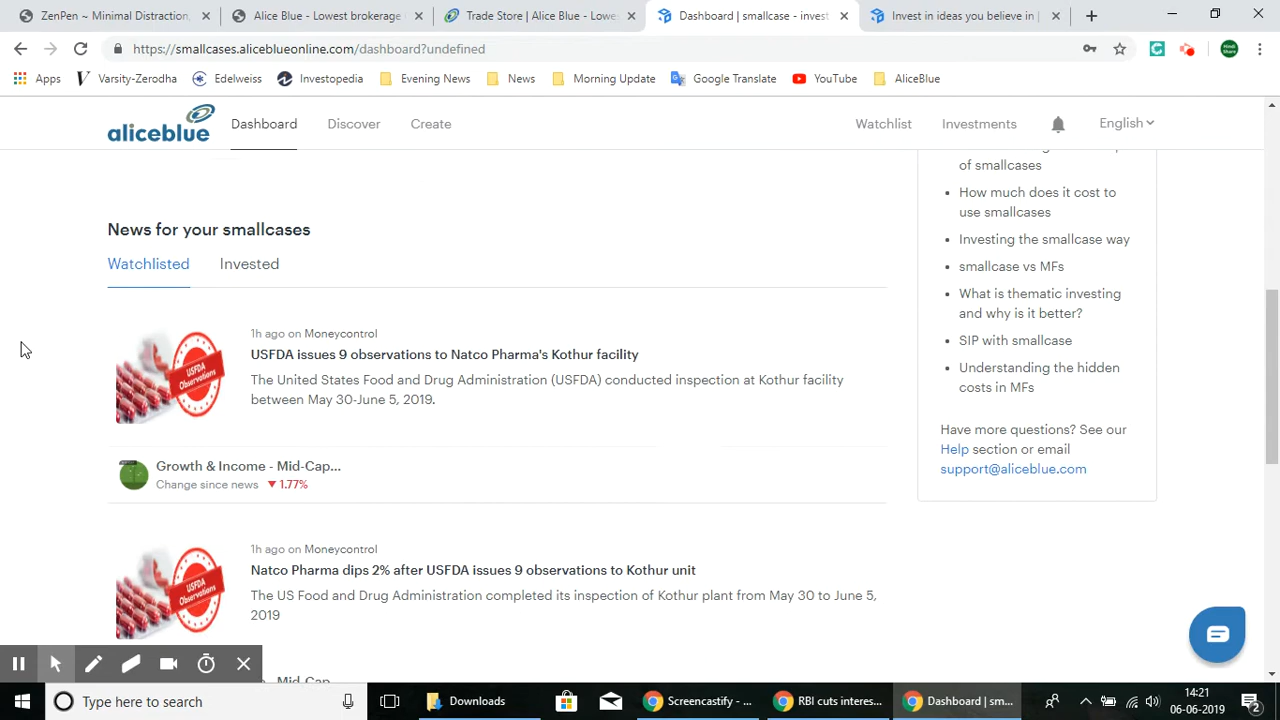 ZenPen ~ Minimal Distraction,
Alice Blue - Lowest brokerage
Trade Store | Alice Blue - Lowe
Dashboard | smallcase - invest
Invest in ideas you believe in |
https://smallcases.aliceblueonline.com/dashboard?undefined
Apps
Varsity-Zerodha
Edelweiss
Investopedia
Evening News
News
Morning Update
Google Translate
YouTube
AliceBlue
aliceblue
Dashboard
Discover
Create
Watchlist
Investments
English
of smallcases
How much does it cost to
use smallcases
Investing the smallcase way
smallcase vs MFs
What is thematic investing
and why is it better?
SIP with smallcase
Understanding the hidden
costs in MFs
Have more questions? See our
Help section or email
support@aliceblue.com
News for your smallcases
Watchlisted
Invested
1h ago on Moneycontrol
USFDA issues 9 observations to Natco Pharma's Kothur facility
The United States Food and Drug Administration (USFDA) conducted inspection at Kothur facility
between May 30-June 5, 2019.
USFDA
Observations
Growth & Income - Mid-Cap...
Change since news ▼ 1.77%
1h ago on Moneycontrol
Natco Pharma dips 2% after USFDA issues 9 observations to Kothur unit
The US Food and Drug Administration completed its inspection of Kothur plant from May 30 to June 5,
2019
USFDA
Observations
Type here to search
Downloads
Screencastify - ...
RBI cuts interes...
Dashboard | sm...
14:21
06-06-2019
2